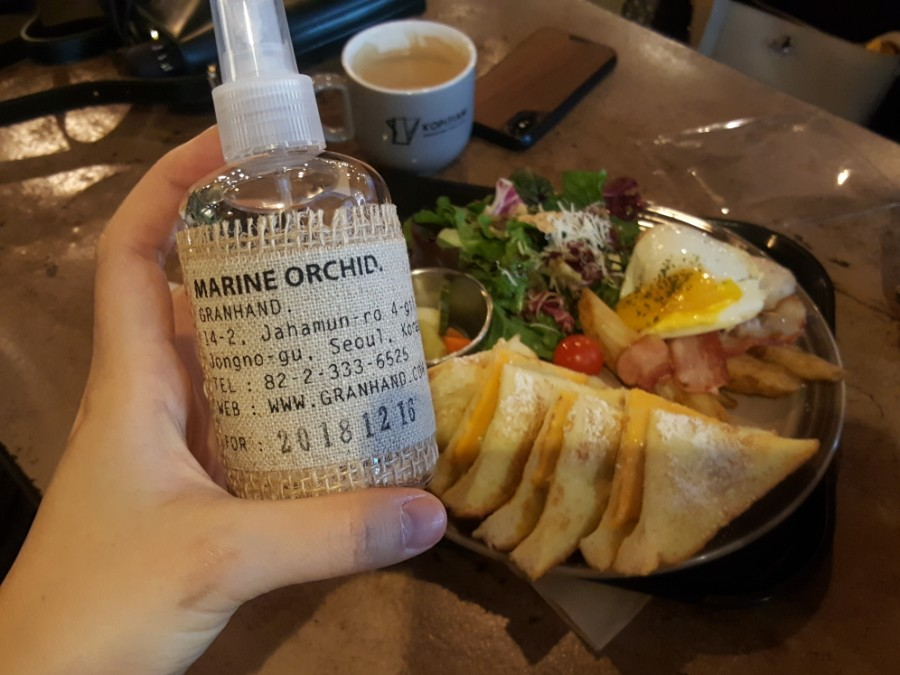 MARINE ORCHID.
GRANHAND.
14-2, Jahamun-ro 4-gil
Jongno-gu, Seoul, Kor
TEL : 82-2-333-6525
WEB : WWW.GRANHAND.C
FOR : 2018 12 16